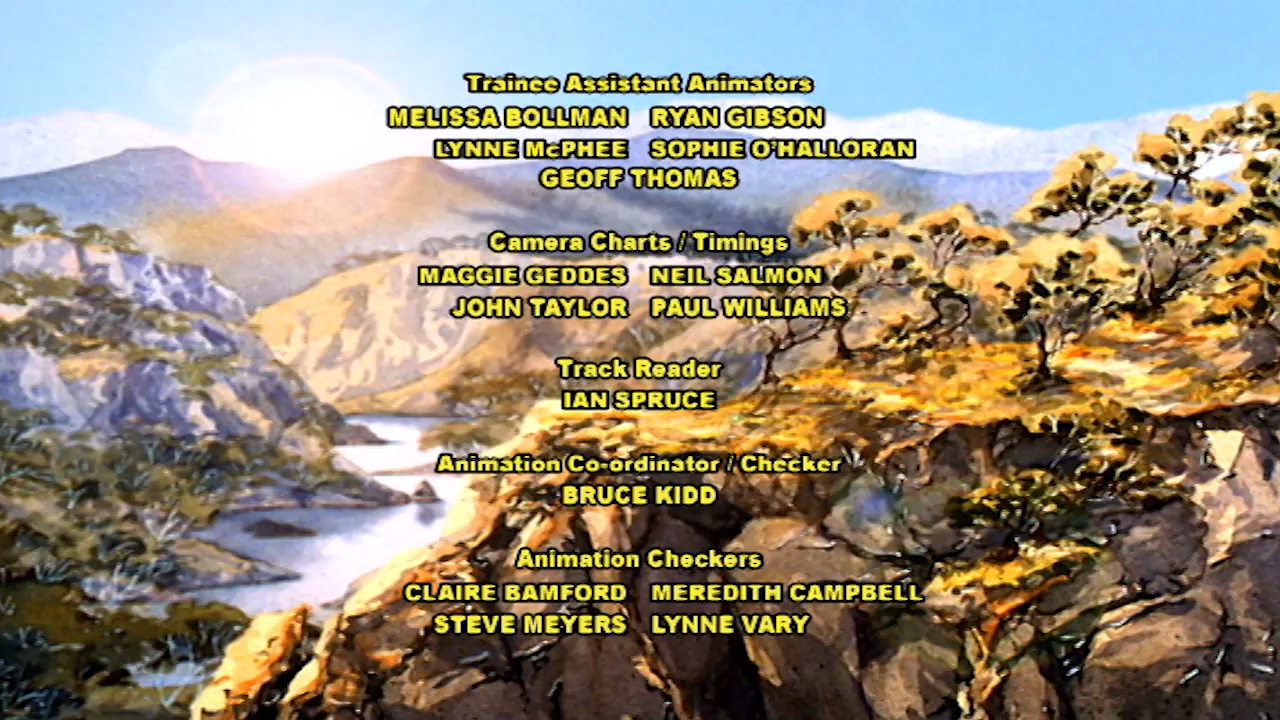 Trainee Assistant Animators
MELISSA BOLLMAN RYAN GIBSON
LYNNE McPHEE SOPHIE O'HALLORAN
GEOFF THOMAS
Camera Charts / Timings
MAGGIE GEDDES NEIL SALMON
JOHN TAYLOR PAUL WILLIAMS
Track Reader
IAN SPRUCE
Animation Co-ordinator / Checker
BRUCE KIDD
Animation Checkers
CLAIRE BAMFORD MEREDITH CAMPBELL
STEVE MEYERS LYNNE VARY